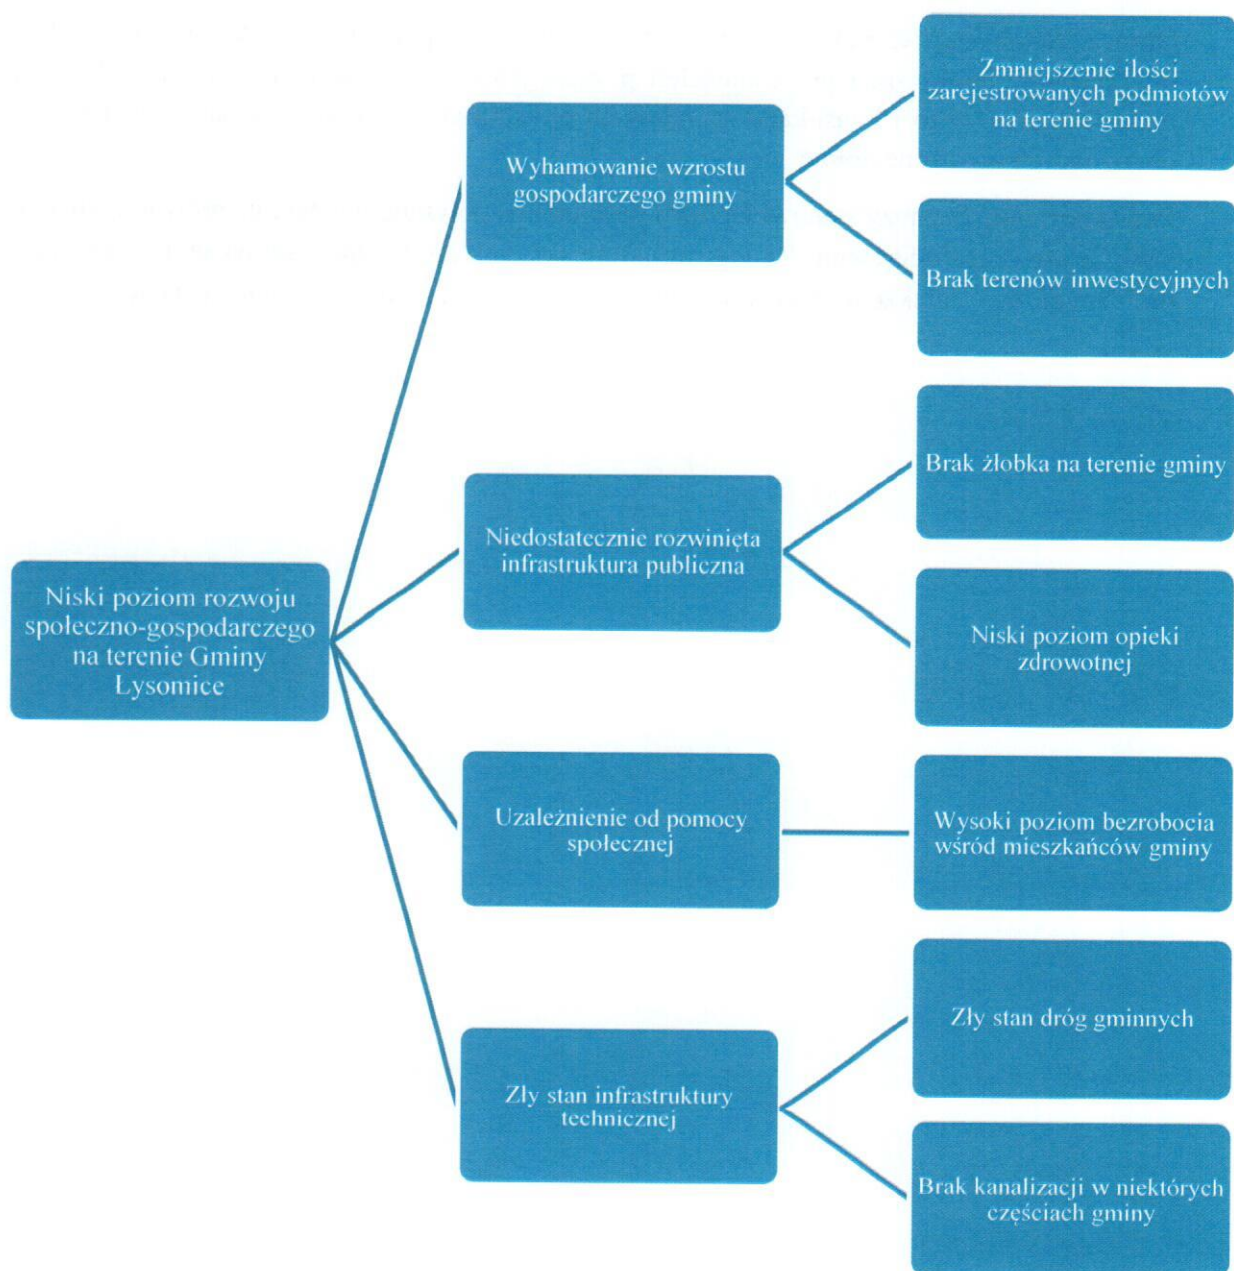 Niski poziom rozwoju
społeczno-gospodarczego
na terenie Gminy
Łysomice
Wyhamowanie wzrostu
gospodarczego gminy
Zmniejszenie ilości
zarejestrowanych podmiotów
na terenie gminy
Brak terenów inwestycyjnych
Niedostatecznie rozwinięta
infrastruktura publiczna
Brak żłobka na terenie gminy
Niski poziom opieki
zdrowotnej
Uzależnienie od pomocy
społecznej
Wysoki poziom bezrobocia
wśród mieszkańców gminy
Zły stan infrastruktury
technicznej
Zły stan dróg gminnych
Brak kanalizacji w niektórych
częściach gminy